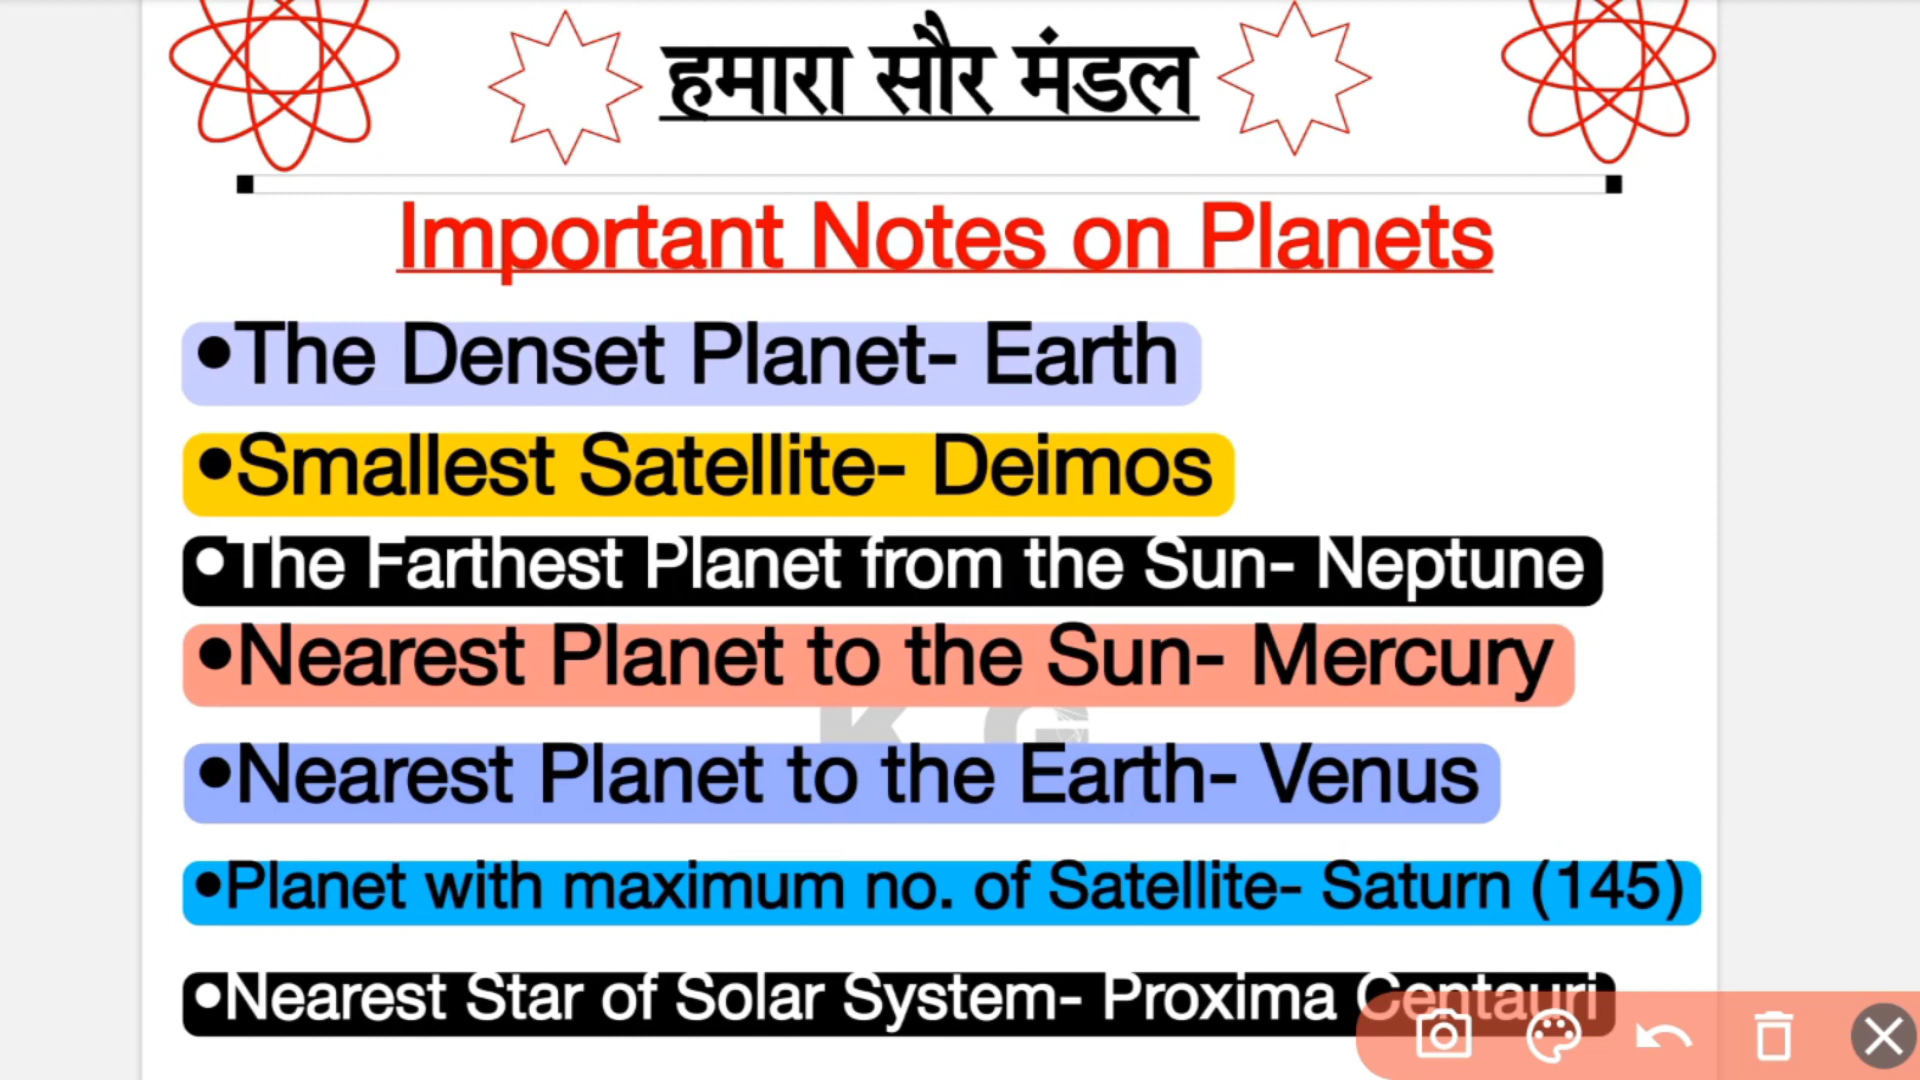 हमारा सौर मंडल
Important Notes on Planets
•The Denset Planet- Earth
•Smallest Satellite- Deimos
•The Farthest Planet from the Sun- Neptune
•Nearest Planet to the Sun- Mercury
K G
•Nearest Planet to the Earth- Venus
•Planet with maximum no. of Satellite- Saturn (145)
•Nearest Star of Solar System- Proxima Centauri